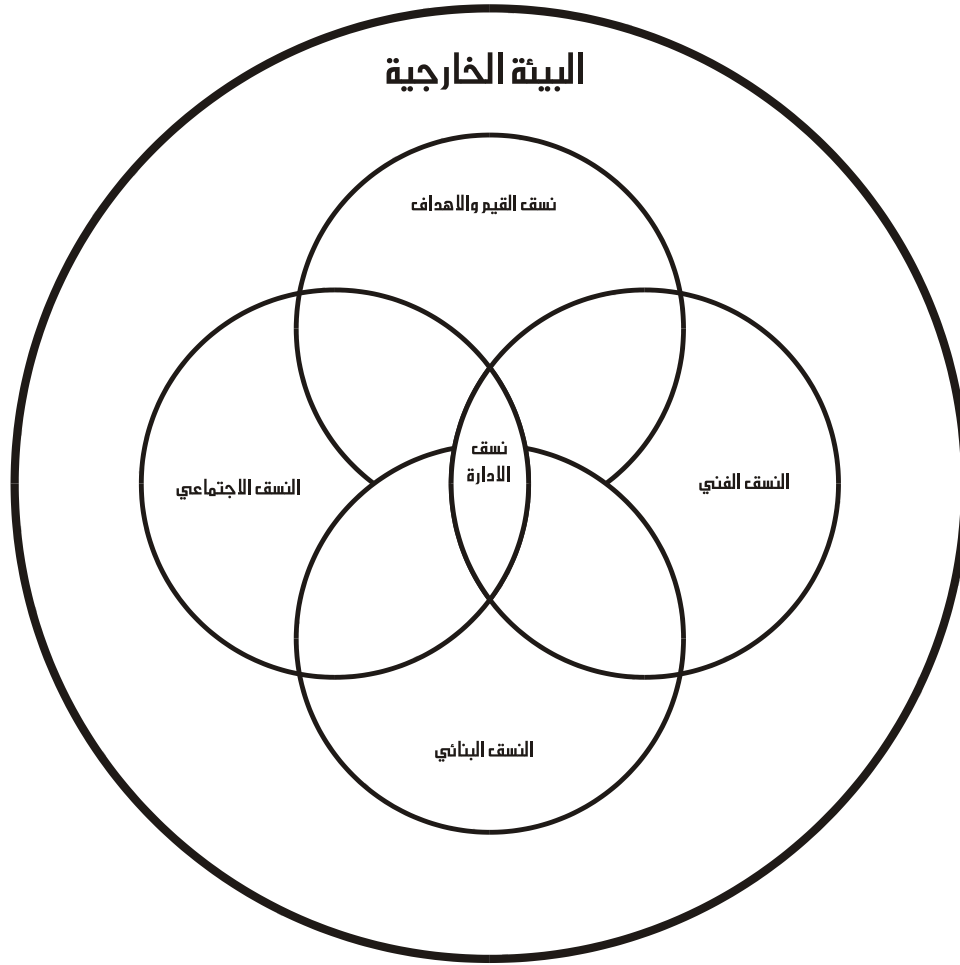 البيئة الخارجية
نسق القيم والاهداف
نسق
الادارة
النسق الفني
النسق الاجتماعي
النسق البنائي